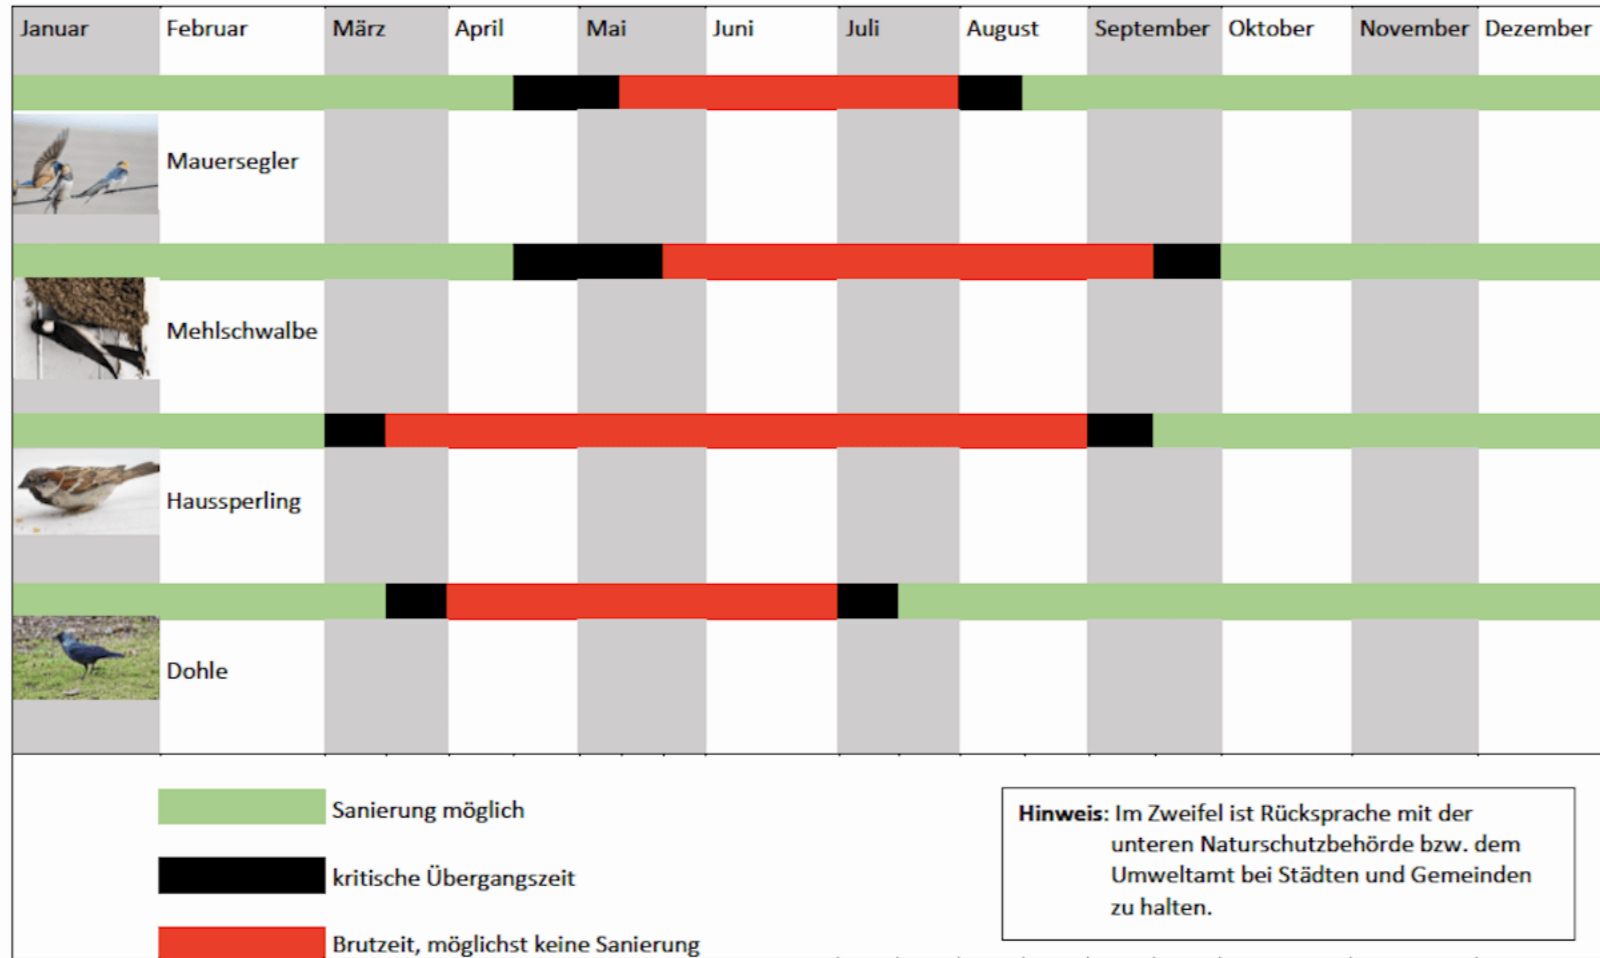 Januar Februar März April Mai Juni Juli August September Oktober November Dezember
Mauersegler
Mehlschwalbe
Haussperling
Dohle
Sanierung möglich
kritische Übergangszeit
Brutzeit, möglichst keine Sanierung
Hinweis: Im Zweifel ist Rücksprache mit der
unteren Naturschutzbehörde bzw. dem
Umweltamt bei Städten und Gemeinden
zu halten.